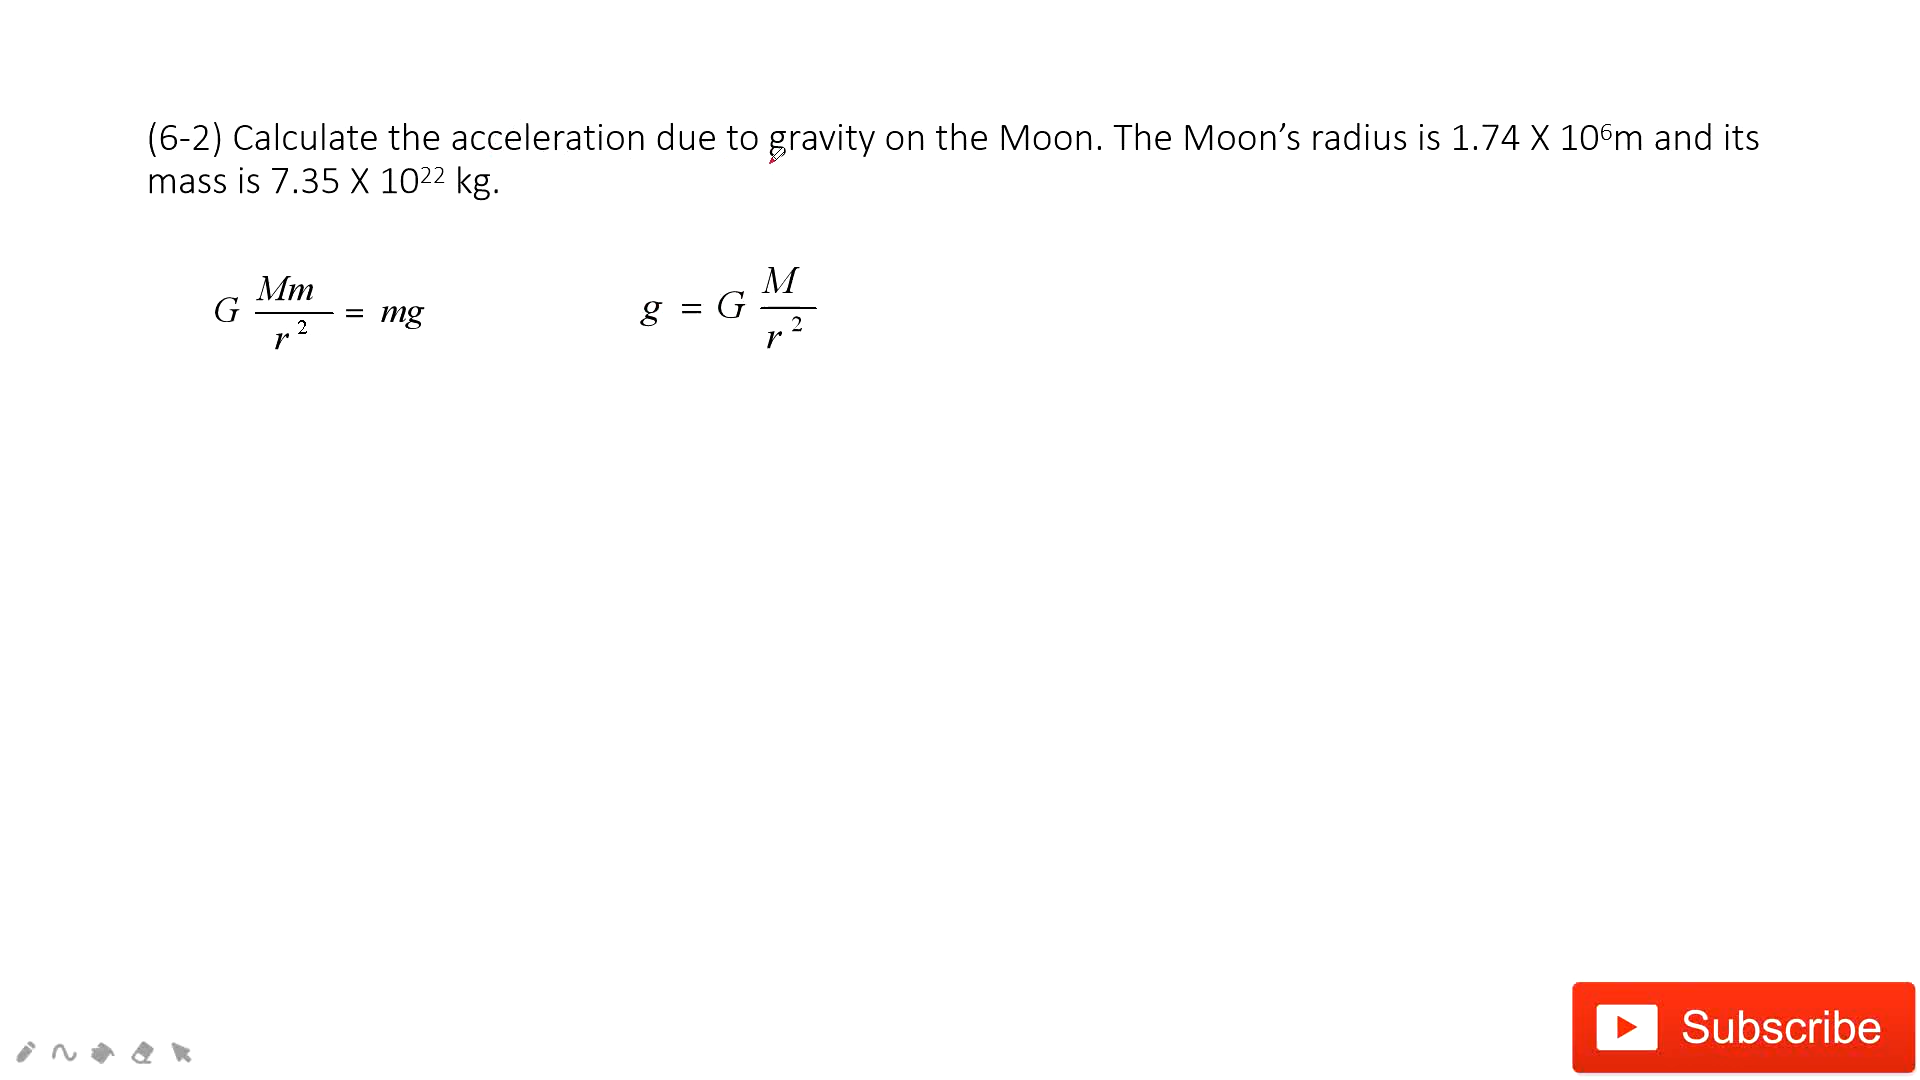 (6-2) Calculate the acceleration due to gravity on the Moon. The Moon’s radius is 1.74 X 10⁶m and its
mass is 7.35 X 10²² kg.
G Mm/r² = mg
g = G M/r²
Subscribe